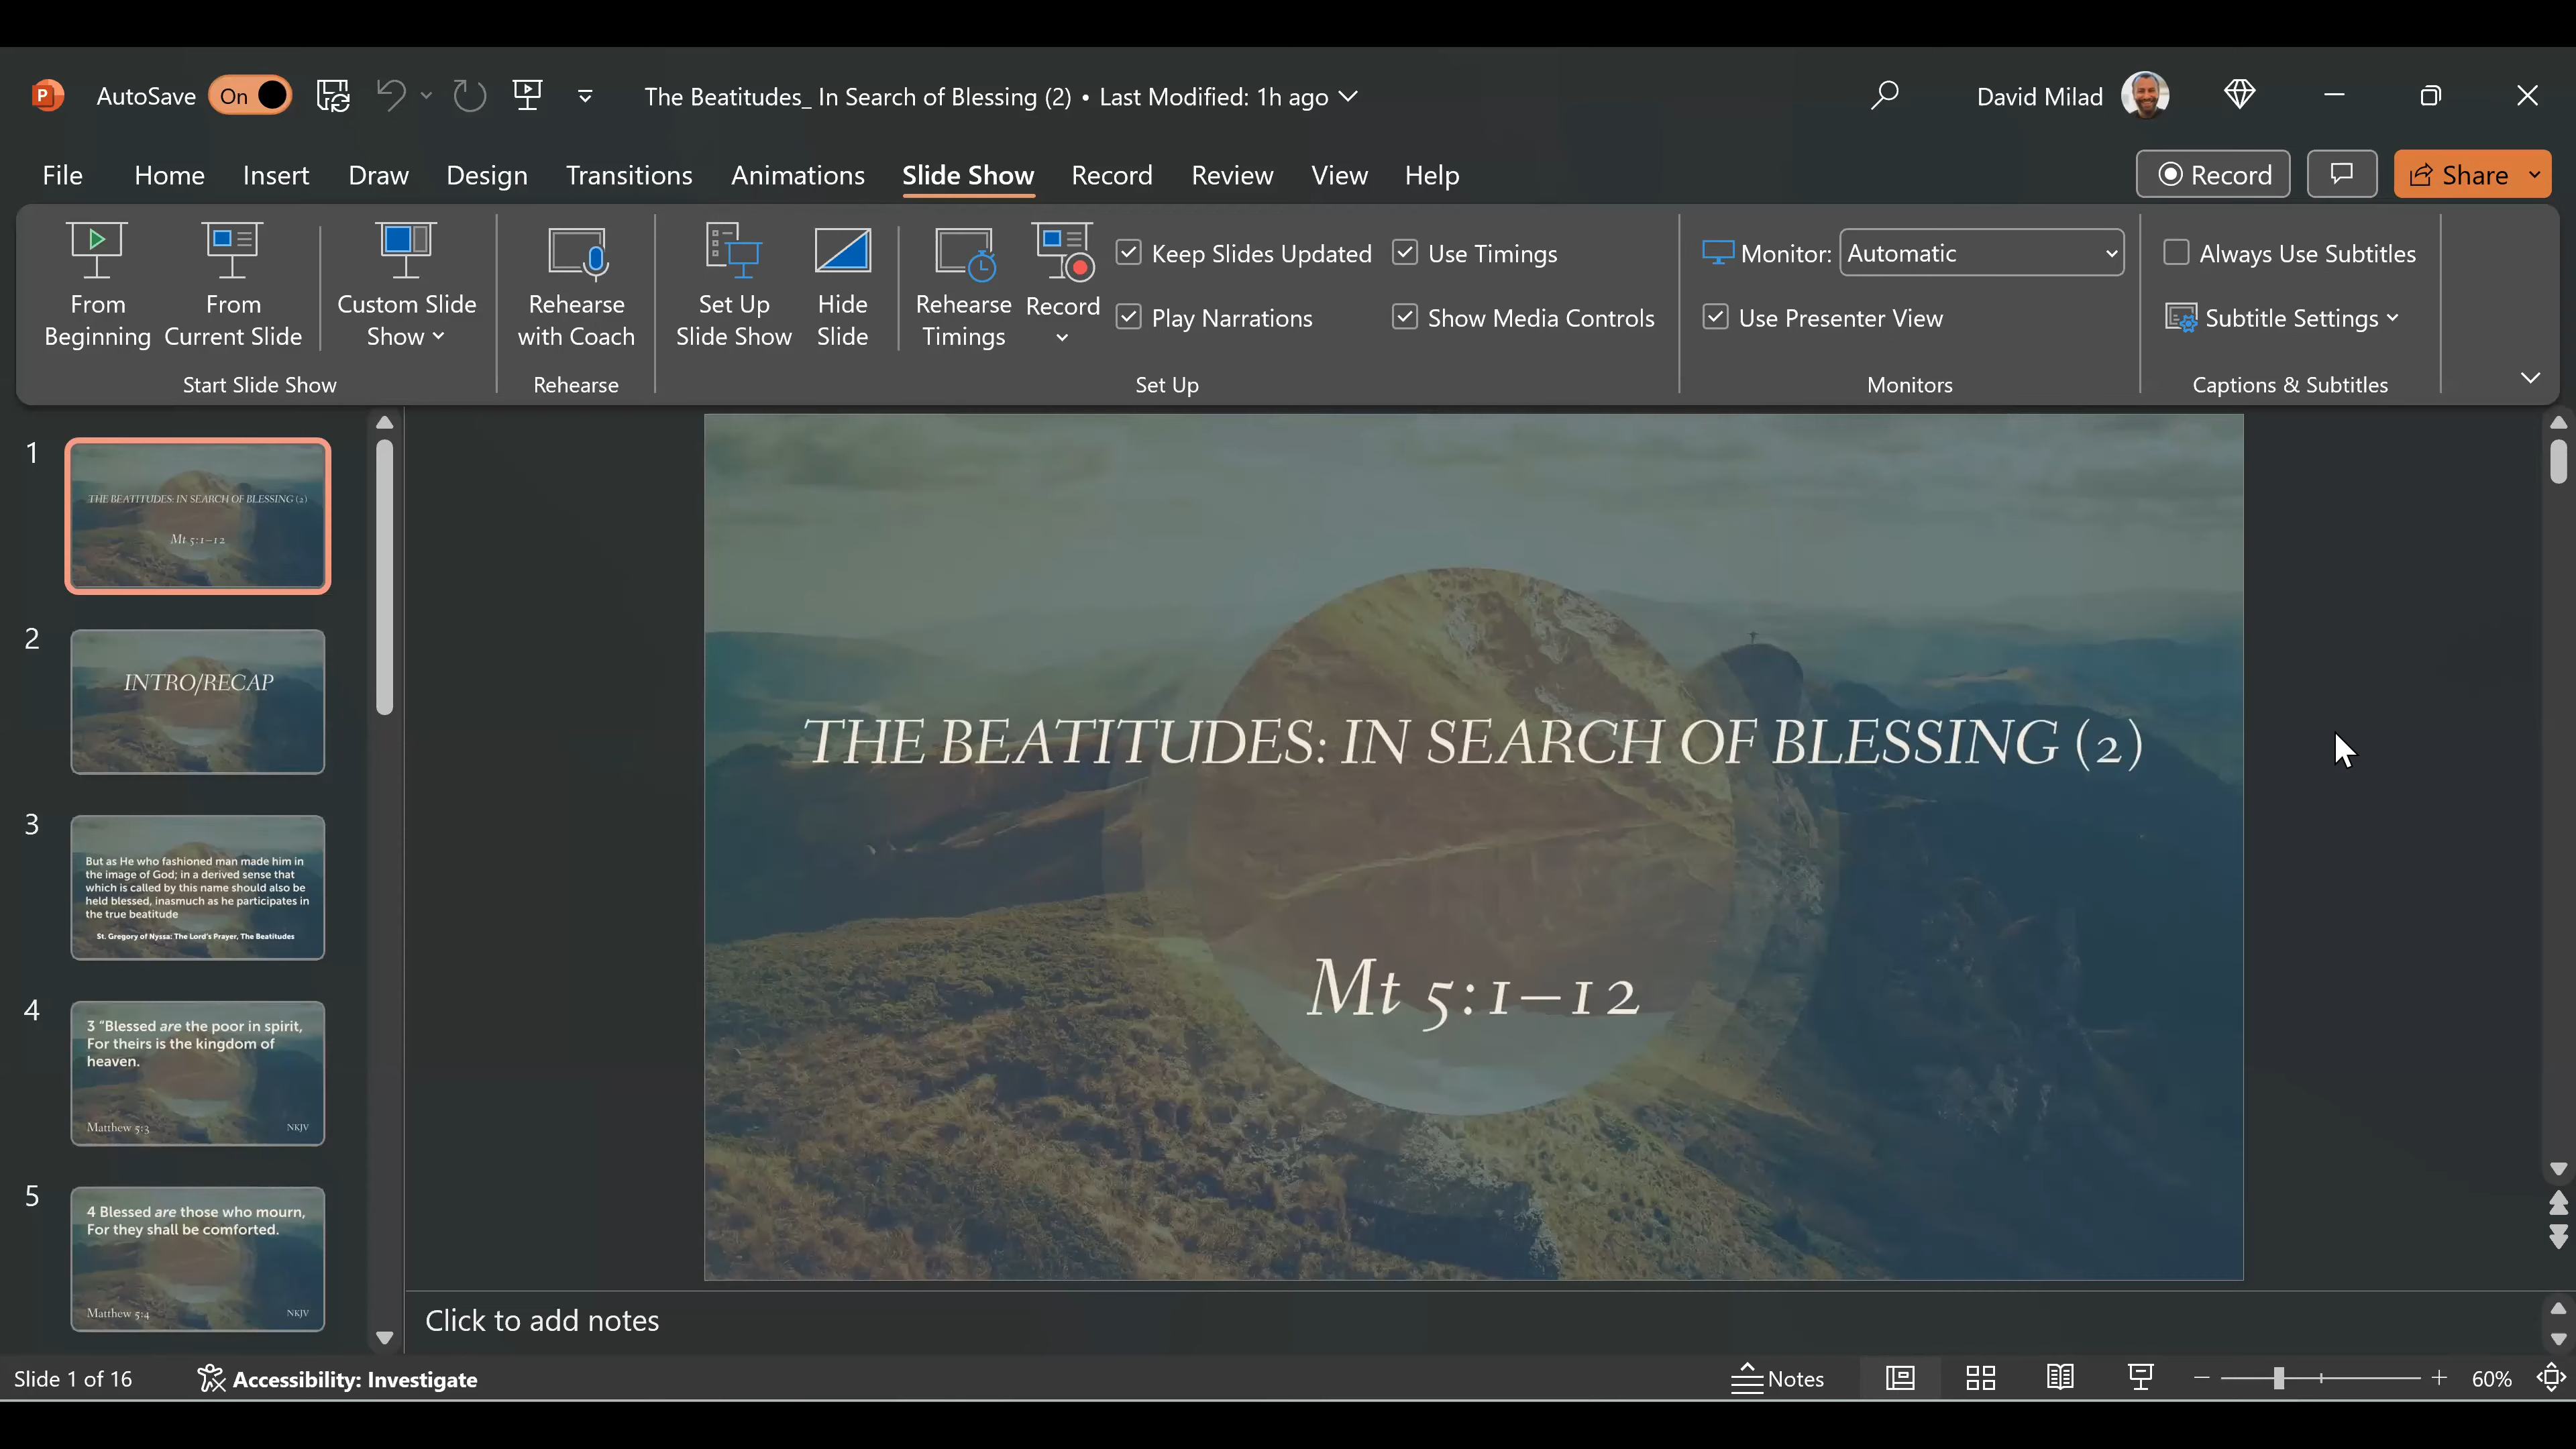 AutoSave On The Beatitudes_ In Search of Blessing (2) • Last Modified: 1h ago David Milad
File Home Insert Draw Design Transitions Animations Slide Show Record Review View Help Record Share
From Beginning
From Current Slide
Custom Slide Show
Start Slide Show
Rehearse with Coach
Rehearse
Set Up Slide Show
Hide Slide
Rehearse Timings
Record
Keep Slides Updated
Play Narrations
Use Timings
Show Media Controls
Set Up
Monitor: Automatic
Use Presenter View
Monitors
Always Use Subtitles
Subtitle Settings
Captions & Subtitles
1
THE BEATITUDES: IN SEARCH OF BLESSING (2)
Mt 5:1–12
2
INTRO/RECAP
3
But as He who fashioned man made him in
the image of God; in a derived sense that
which is called by this name should also be
held blessed, inasmuch as he participates in
the true beatitude
St. Gregory of Nyssa: The Lord's Prayer, The Beatitudes
4
3 “Blessed are the poor in spirit,
For theirs is the kingdom of
heaven.
Matthew 5:3 NKJV
5
4 Blessed are those who mourn,
For they shall be comforted.
Matthew 5:4 NKJV
THE BEATITUDES: IN SEARCH OF BLESSING (2)
Mt 5:1–12
Click to add notes
Slide 1 of 16 Accessibility: Investigate Notes 60%